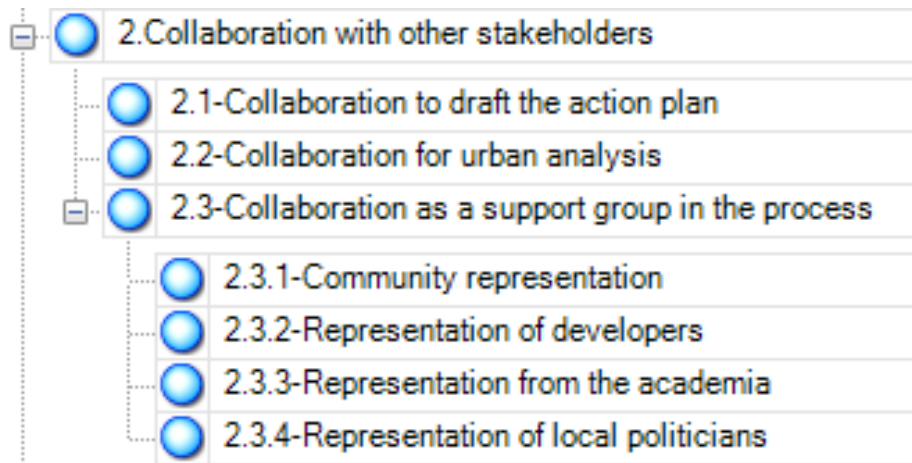 2.Collaboration with other stakeholders
2.1-Collaboration to draft the action plan
2.2-Collaboration for urban analysis
2.3-Collaboration as a support group in the process
2.3.1-Community representation
2.3.2-Representation of developers
2.3.3-Representation from the academia
2.3.4-Representation of local politicians